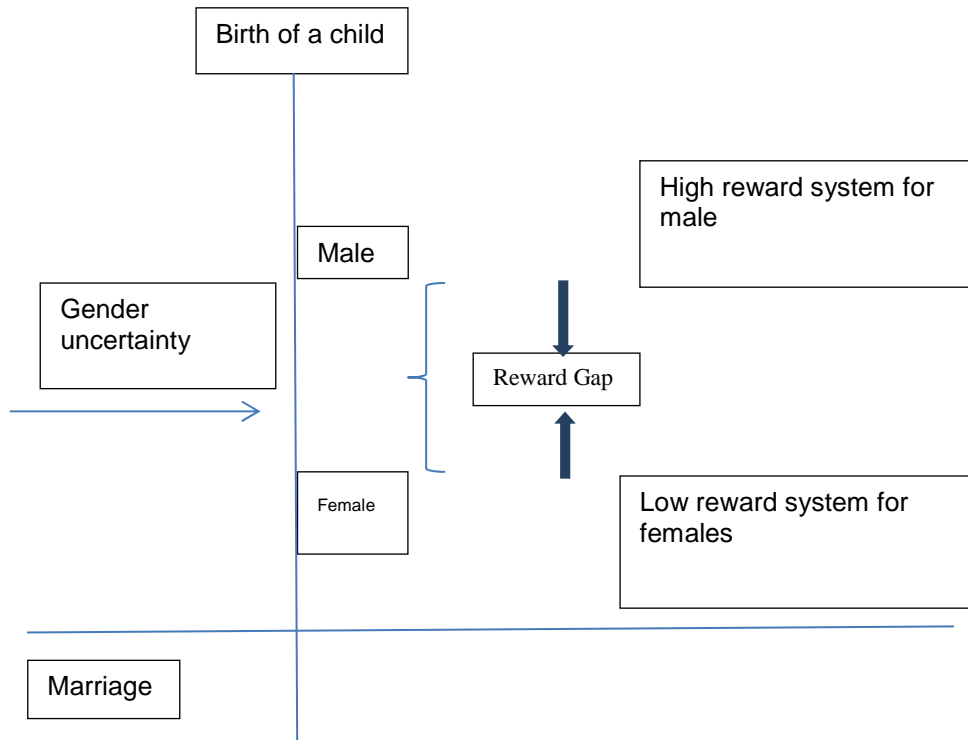 Birth of a child
High reward system for
male
Male
Gender
uncertainty
Reward Gap
Female
Low reward system for
females
Marriage